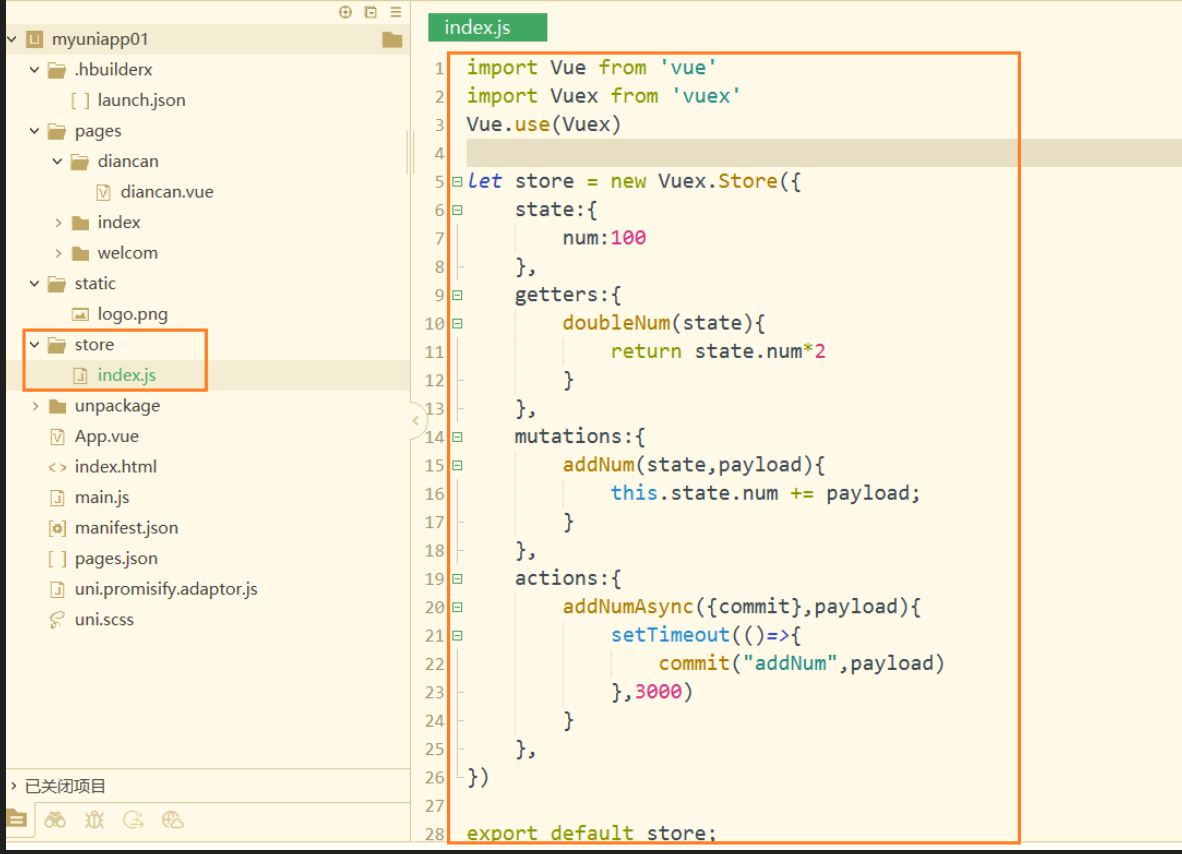 myuniapp01
.hbuilderx
launch.json
pages
diancan
diancan.vue
index
welcom
static
logo.png
store
index.js
unpackage
App.vue
index.html
main.js
manifest.json
pages.json
uni.promisify.adaptor.js
uni.scss
已关闭项目
index.js
1 import Vue from 'vue'
2 import Vuex from 'vuex'
3 Vue.use(Vuex)
4
5 let store = new Vuex.Store({
6     state:{
7         num:100
8     },
9     getters:{
10         doubleNum(state){
11             return state.num*2
12         }
13     },
14     mutations:{
15         addNum(state,payload){
16             this.state.num += payload;
17         }
18     },
19     actions:{
20         addNumAsync({commit},payload){
21             setTimeout(()=>{
22                 commit("addNum",payload)
23             },3000)
24         }
25     },
26 })
27
28 export default store;